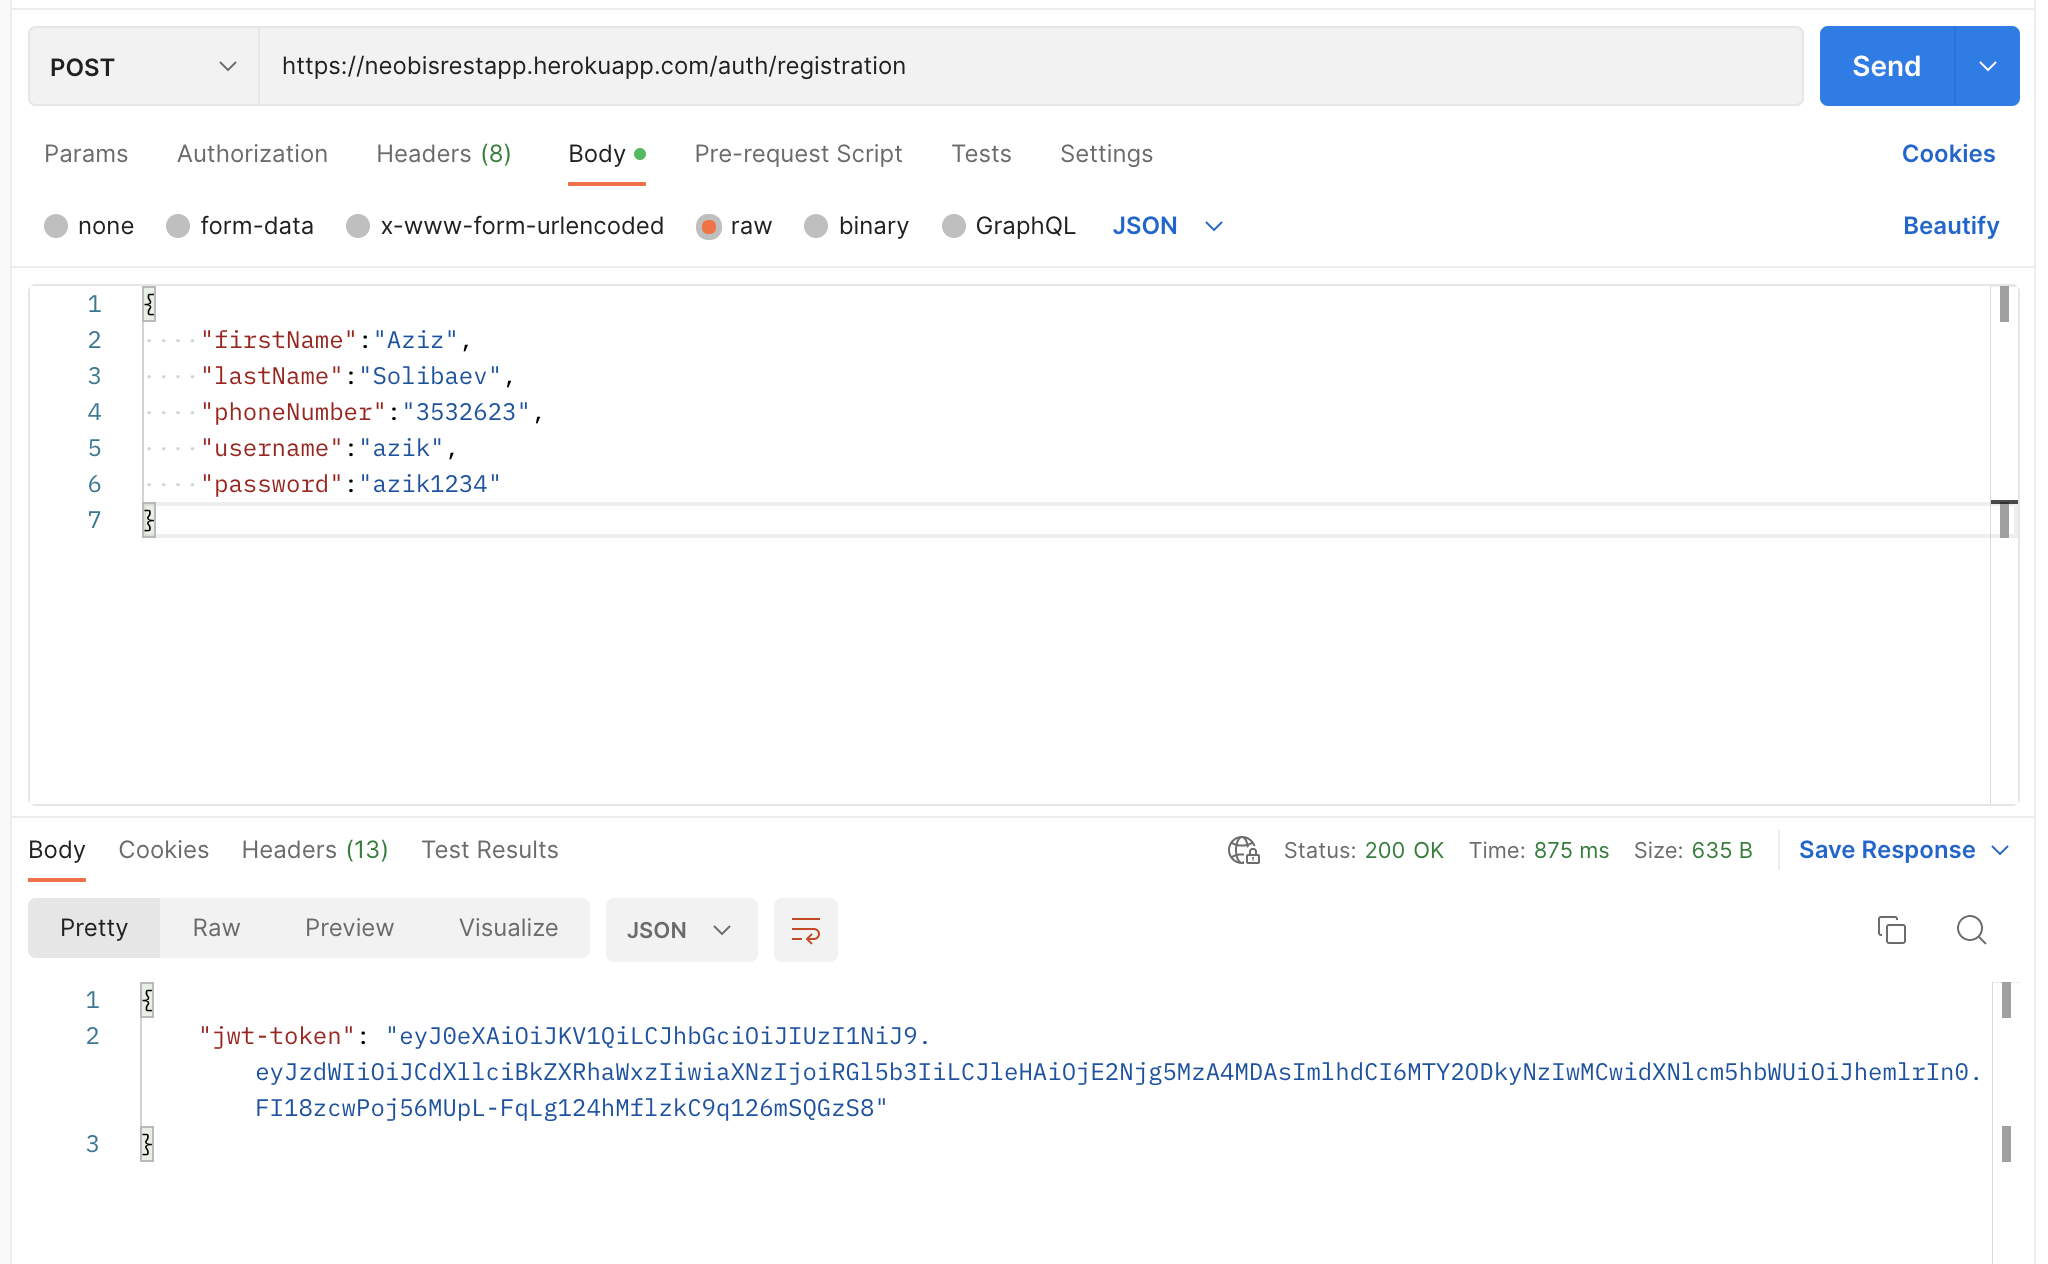 POST https://neobisrestapp.herokuapp.com/auth/registration Send
Params Authorization Headers (8) Body Pre-request Script Tests Settings Cookies
none form-data x-www-form-urlencoded raw binary GraphQL JSON Beautify
1 {
2 "firstName":"Aziz",
3 "lastName":"Solibaev",
4 "phoneNumber":"3532623",
5 "username":"azik",
6 "password":"azik1234"
7 }
Body Cookies Headers (13) Test Results Status: 200 OK Time: 875 ms Size: 635 B Save Response
Pretty Raw Preview Visualize JSON
1 {
2 "jwt-token": "eyJ0eXAiOiJKV1QiLCJhbGciOiJIUzI1NiJ9.
eyJzdWIiOiJCdXllciBkZXRhaWxzIiwiaXNzIjoiRGl5b3IiLCJleHAiOjE2Njg5MzA4MDAsImlhdCI6MTY2ODkyNzIwMCwidXNlcm5hbWUiOiJhemlrIn0.
FI18zcwPoj56MUpL-FqLg124hMflzkC9q126mSQGzS8"
3 }